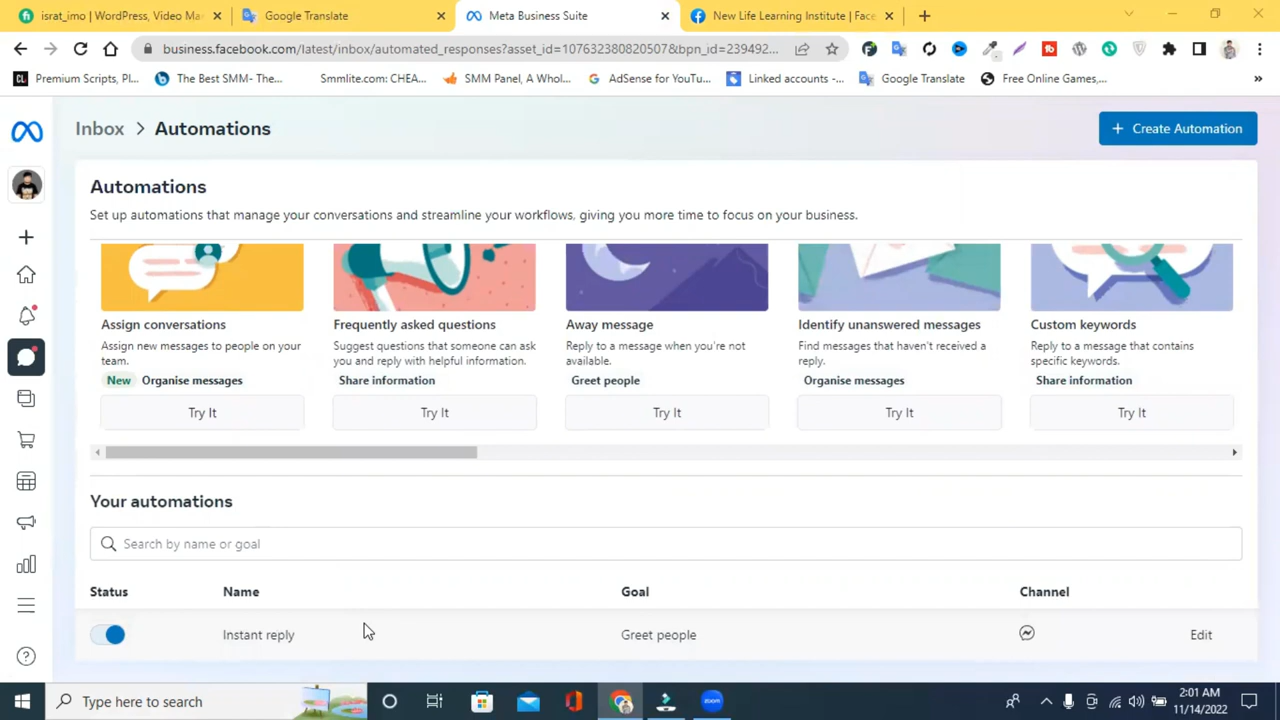 israt_imo | WordPress, Video Ma
Google Translate
Meta Business Suite
New Life Learning Institute | Face
business.facebook.com/latest/inbox/automated_responses?asset_id=107632380820507&bpn_id=239492...
Premium Scripts, Pl...
The Best SMM- The...
Smmlite.com: CHEA...
SMM Panel, A Whol...
AdSense for YouTu...
Linked accounts -...
Google Translate
Free Online Games,...
Inbox > Automations
+ Create Automation
Automations
Set up automations that manage your conversations and streamline your workflows, giving you more time to focus on your business.
Assign conversations
Assign new messages to people on your
team.
New Organise messages
Try It
Frequently asked questions
Suggest questions that someone can ask
you and reply with helpful information.
Share information
Try It
Away message
Reply to a message when you're not
available.
Greet people
Try It
Identify unanswered messages
Find messages that haven't received a
reply.
Organise messages
Try It
Custom keywords
Reply to a message that contains
specific keywords.
Share information
Try It
Your automations
Search by name or goal
Status Name Goal Channel
Instant reply Greet people Edit
Type here to search
zoom
2:01 AM
11/14/2022